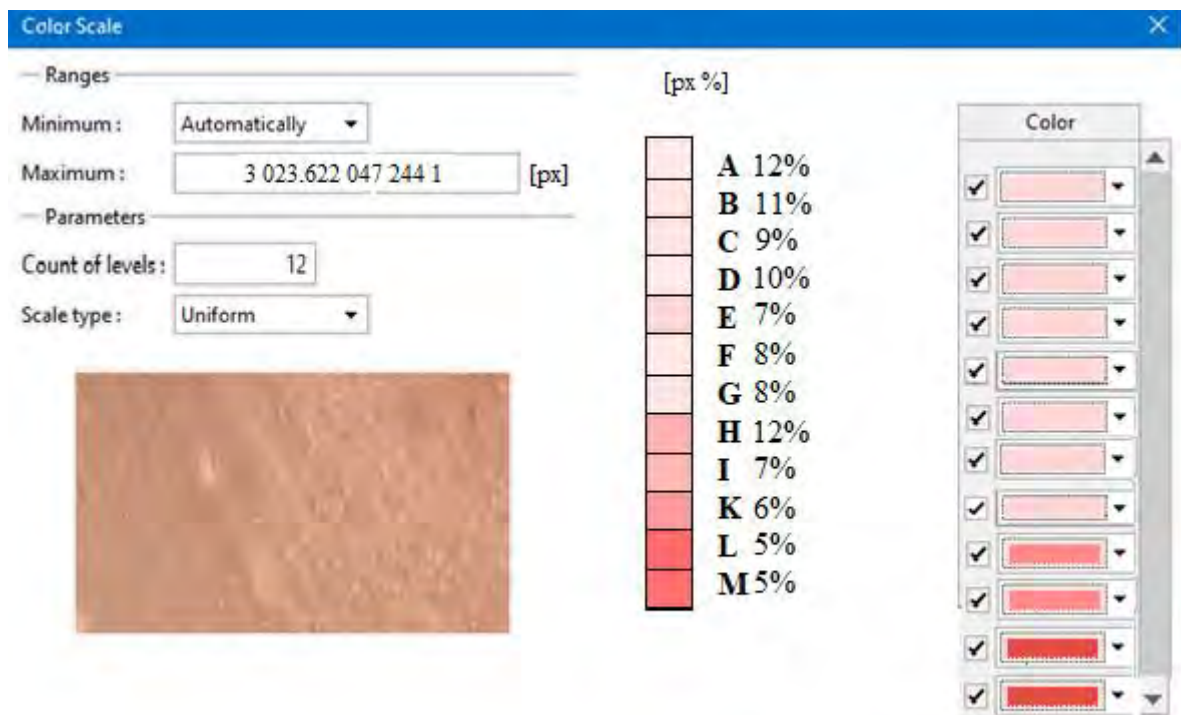 Color Scale
Ranges
Minimum : Automatically
Maximum : 3 023.622 047 244 1 [px]
Parameters
Count of levels : 12
Scale type : Uniform
[px %]
A 12%
B 11%
C 9%
D 10%
E 7%
F 8%
G 8%
H 12%
I 7%
K 6%
L 5%
M 5%
Color